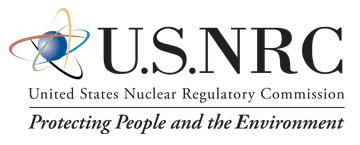 U.S.NRC
United States Nuclear Regulatory Commission
Protecting People and the Environment